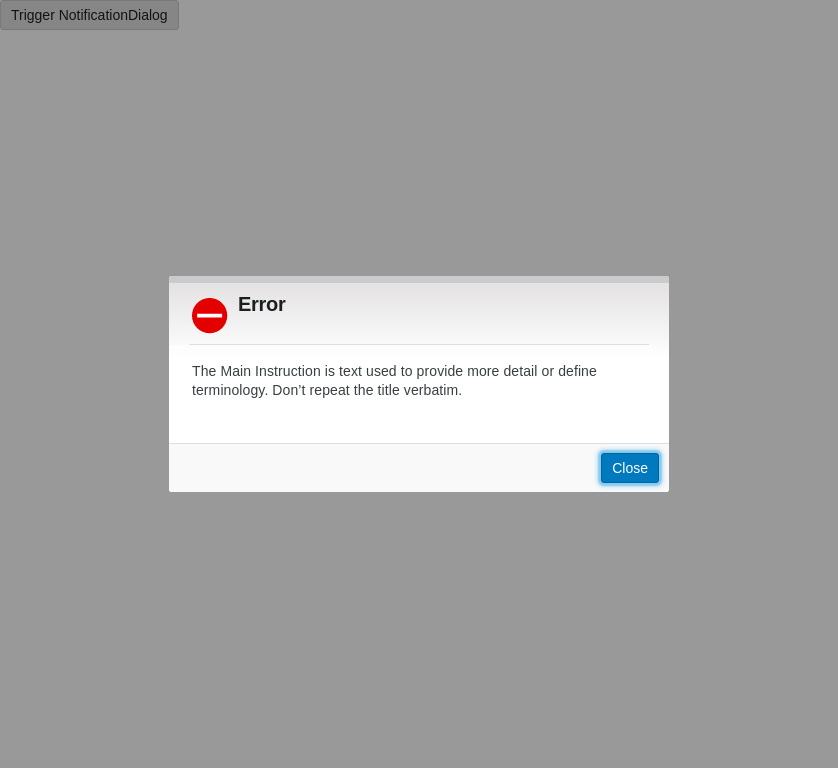 Trigger NotificationDialog
Error
The Main Instruction is text used to provide more detail or define
terminology. Don’t repeat the title verbatim.
Close